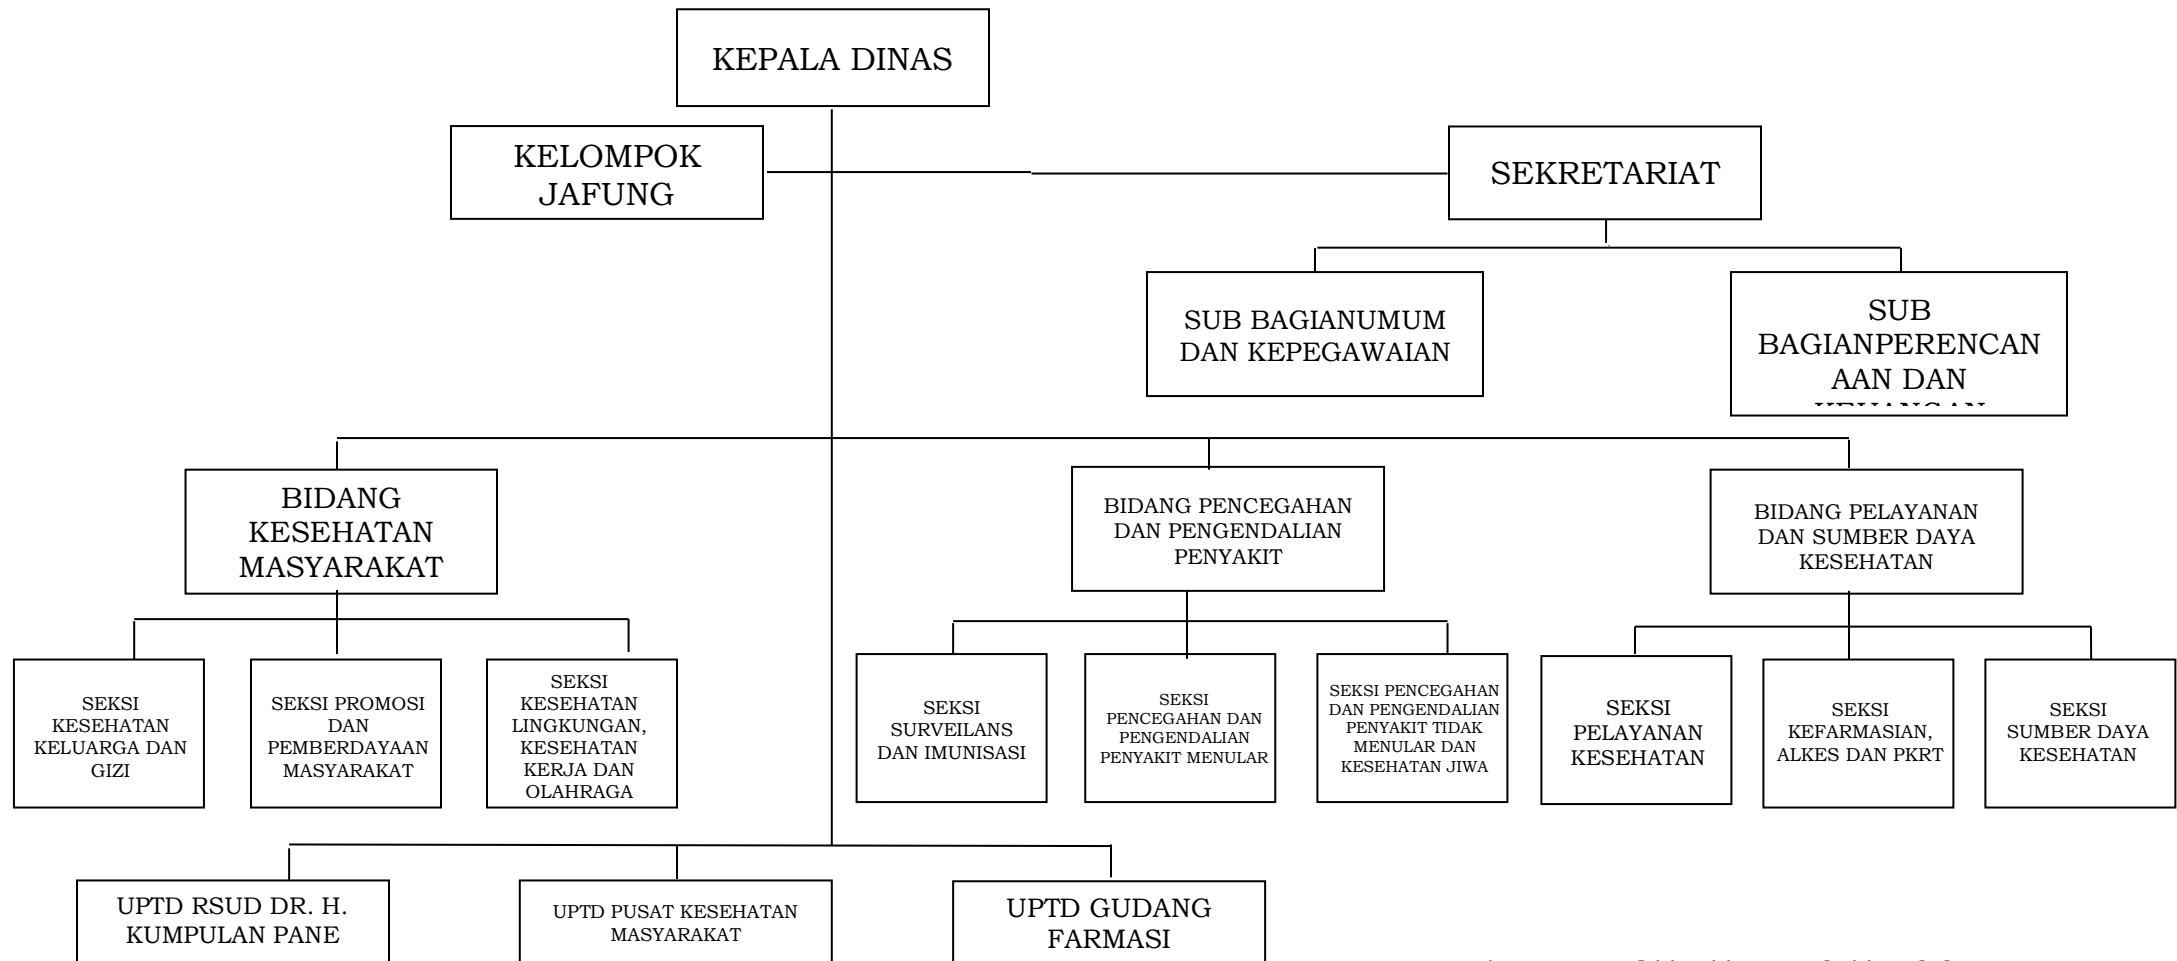 KEPALA DINAS
KELOMPOK
JAFUNG
SEKRETARIAT
SUB BAGIANUMUM
DAN KEPEGAWAIAN
SUB
BAGIANPERENCAN
AAN DAN
BIDANG
KESEHATAN
MASYARAKAT
BIDANG PENCEGAHAN
DAN PENGENDALIAN
PENYAKIT
BIDANG PELAYANAN
DAN SUMBER DAYA
KESEHATAN
SEKSI
KESEHATAN
KELUARGA DAN
GIZI
SEKSI PROMOSI
DAN
PEMBERDAYAAN
MASYARAKAT
SEKSI
KESEHATAN
LINGKUNGAN,
KESEHATAN
KERJA DAN
OLAHRAGA
SEKSI
SURVEILANS
DAN IMUNISASI
SEKSI
PENCEGAHAN DAN
PENGENDALIAN
PENYAKIT MENULAR
SEKSI PENCEGAHAN
DAN PENGENDALIAN
PENYAKIT TIDAK
MENULAR DAN
KESEHATAN JIWA
SEKSI
PELAYANAN
KESEHATAN
SEKSI
KEFARMASIAN,
ALKES DAN PKRT
SEKSI
SUMBER DAYA
KESEHATAN
UPTD RSUD DR. H.
KUMPULAN PANE
UPTD PUSAT KESEHATAN
MASYARAKAT
UPTD GUDANG
FARMASI